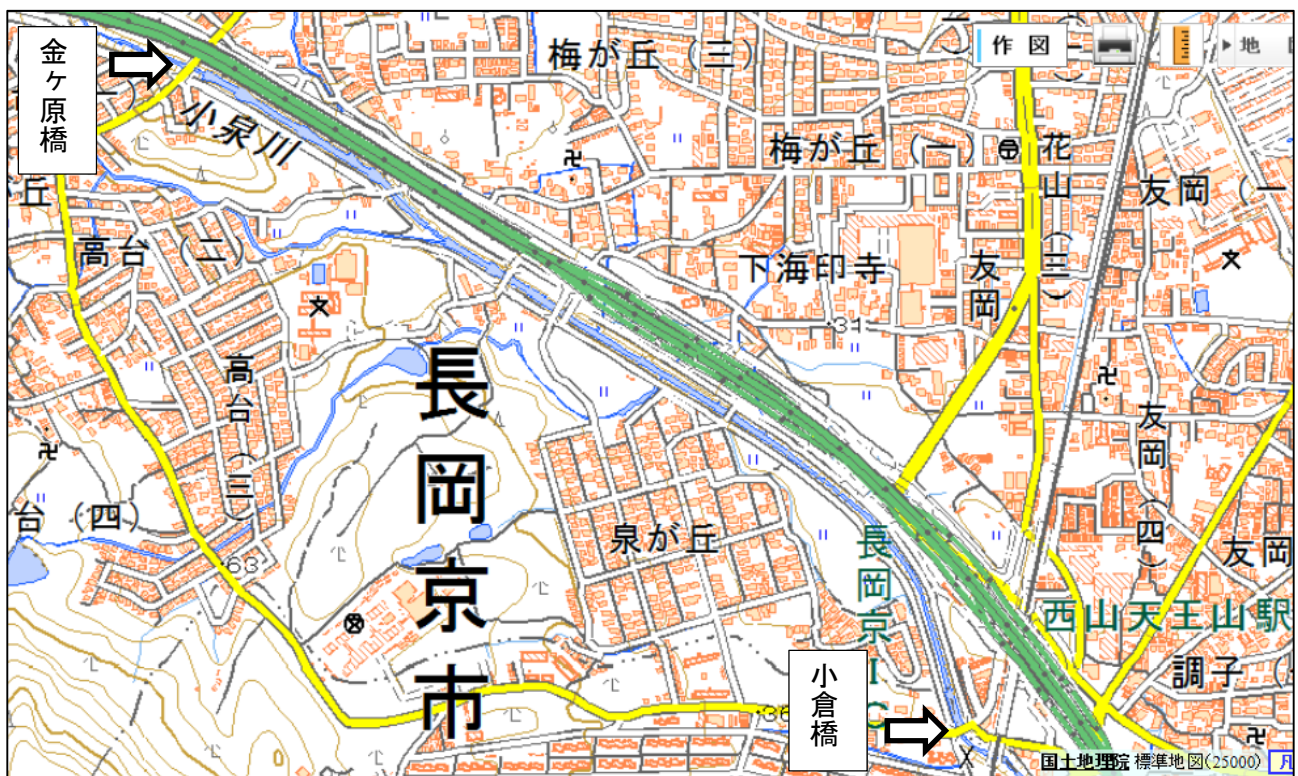 金ヶ原橋
小泉川
梅が丘（三）
作図
地
梅が丘（一）
花山（三）
友岡（一
丘
高台（二）
下海印寺
友岡
31
高台（三）
長岡京市
友岡（四）
台（四）
泉が丘
長岡京IC
友岡
63
西山天王山駅
小倉橋
36
調子（
国土地理院 標準地図(25000)
凡